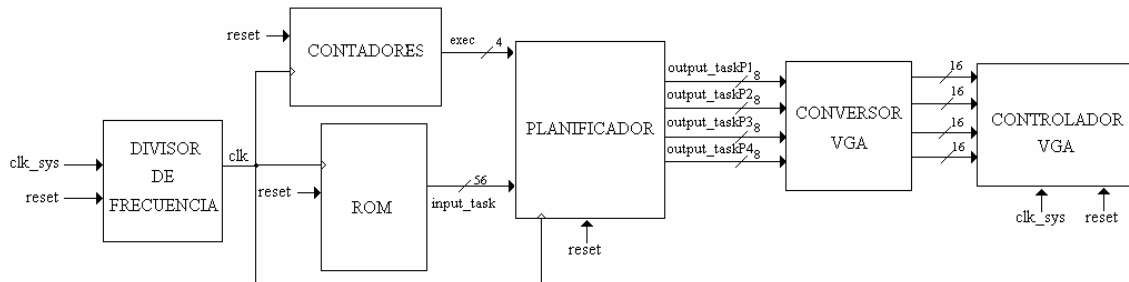 reset
CONTADORES
exec
4
clk_sys
reset
DIVISOR
DE
FRECUENCIA
clk
reset
ROM
56
input_task
PLANIFICADOR
reset
output_taskP1
8
output_taskP2
8
output_taskP3
8
output_taskP4
8
CONVERSOR
VGA
16
16
16
16
CONTROLADOR
VGA
clk_sys
reset